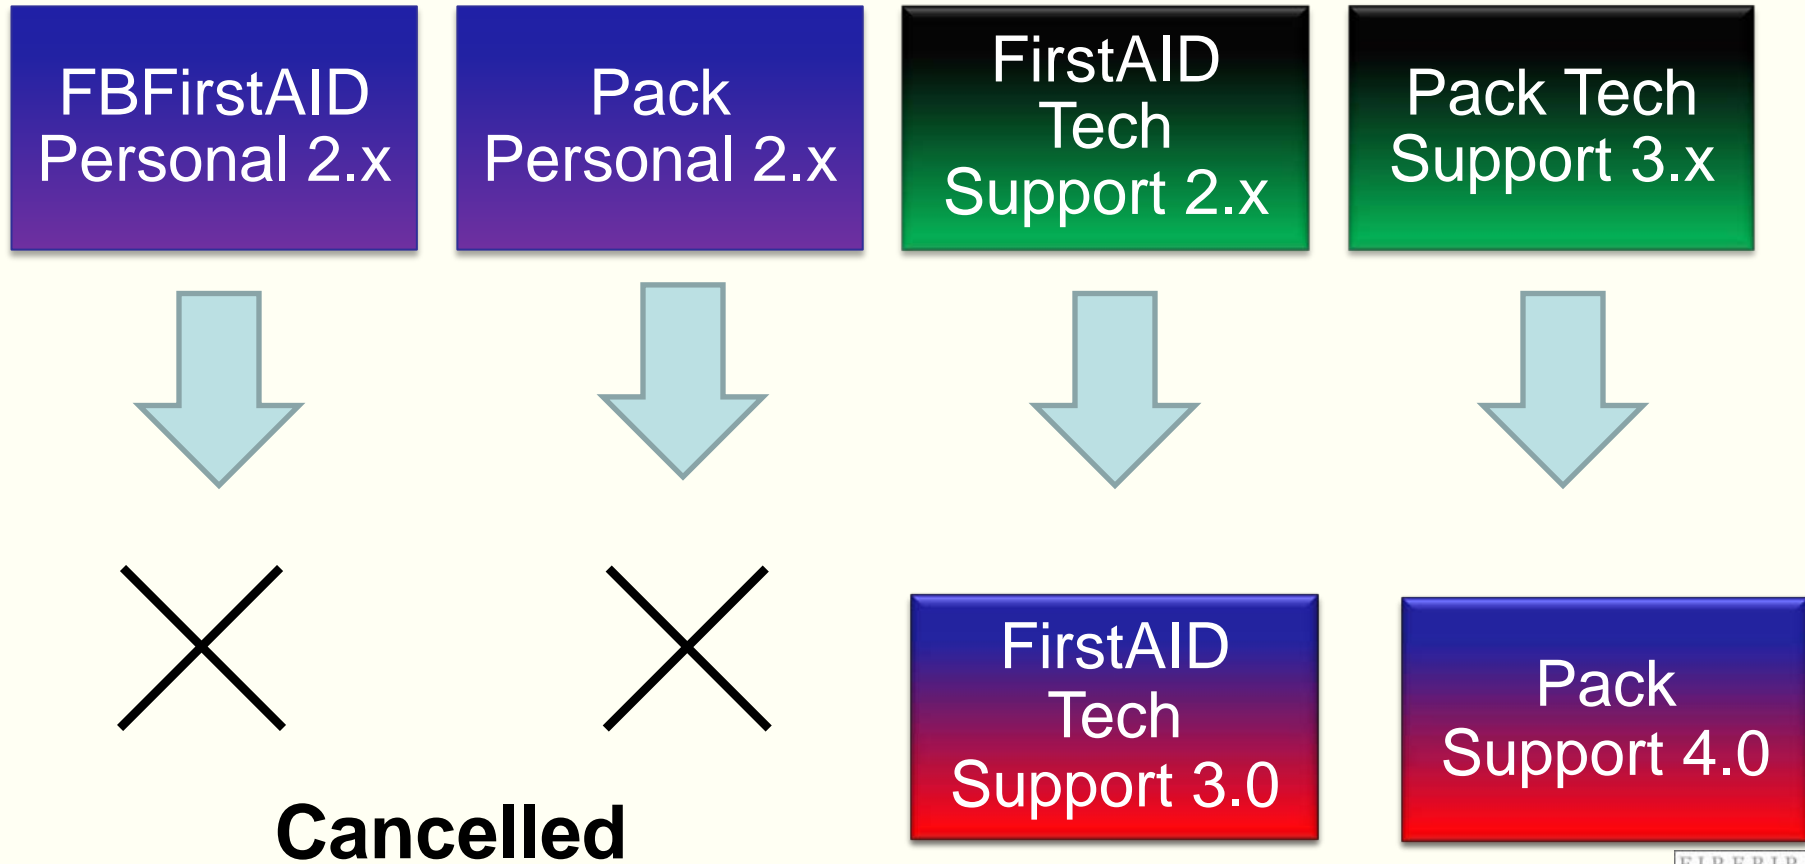 FBFirstAID
Personal 2.x
Pack
Personal 2.x
FirstAID
Tech
Support 2.x
Pack Tech
Support 3.x
FirstAID
Tech
Support 3.0
Pack
Support 4.0
Cancelled